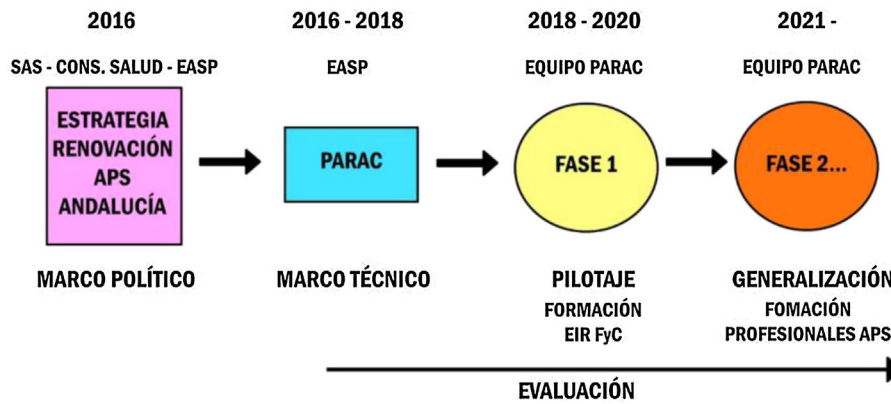 2016
2016 - 2018
2018 - 2020
2021 -
SAS - CONS. SALUD - EASP
EASP
EQUIPO PARAC
EQUIPO PARAC
ESTRATEGIA
RENOVACIÓN
APS
ANDALUCÍA
PARAC
FASE 1
FASE 2...
MARCO POLÍTICO
MARCO TÉCNICO
PILOTAJE
FORMACIÓN
EIR FyC
GENERALIZACIÓN
FOMACIÓN
PROFESIONALES APS
EVALUACIÓN